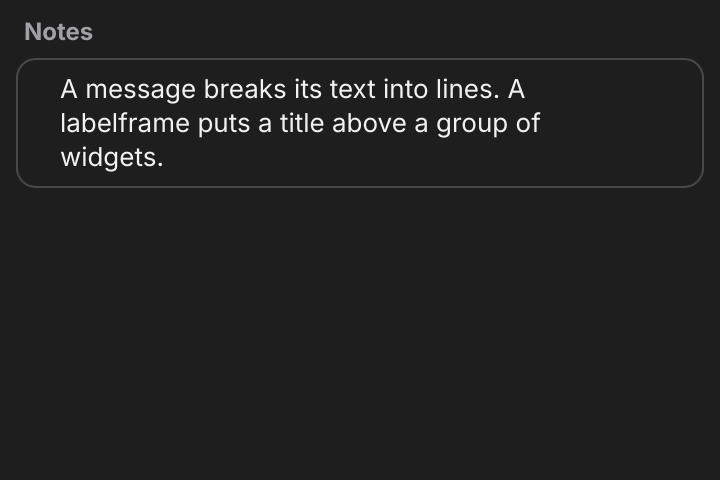 Notes
A message breaks its text into lines. A
labelframe puts a title above a group of
widgets.